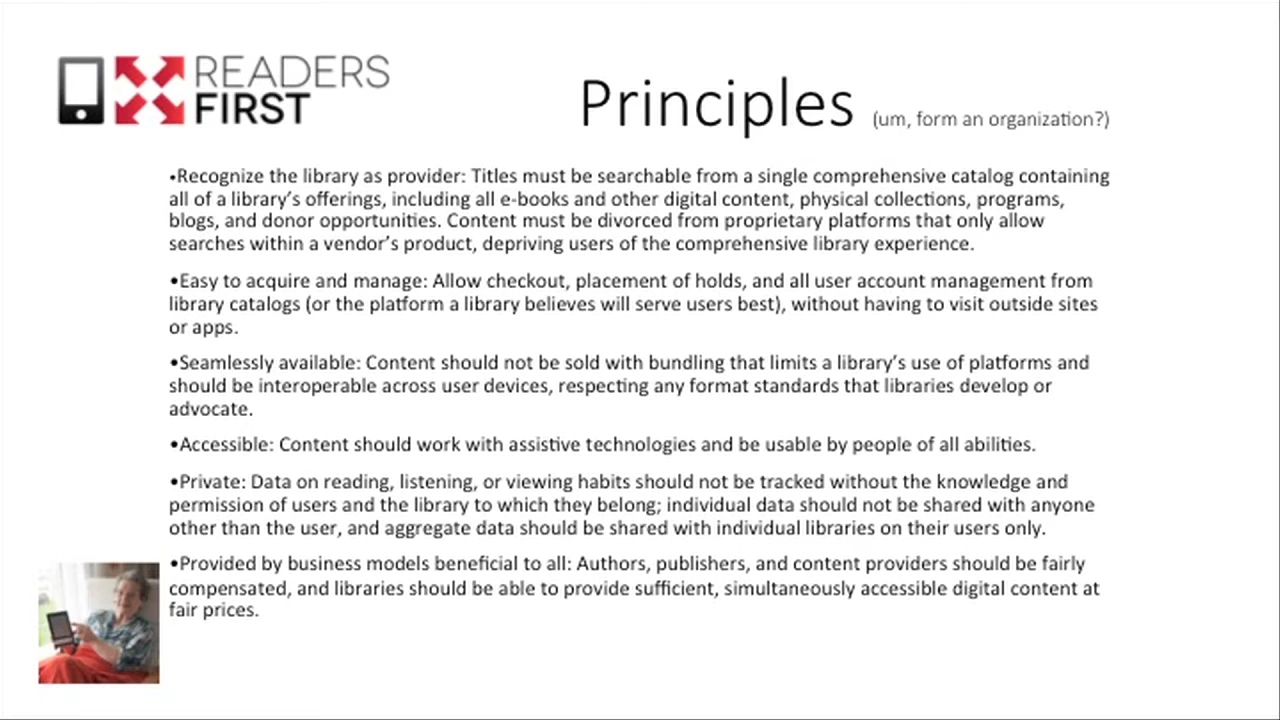 READERS
FIRST
Principles (um, form an organization?)
•Recognize the library as provider: Titles must be searchable from a single comprehensive catalog containing
all of a library’s offerings, including all e-books and other digital content, physical collections, programs,
blogs, and donor opportunities. Content must be divorced from proprietary platforms that only allow
searches within a vendor’s product, depriving users of the comprehensive library experience.
•Easy to acquire and manage: Allow checkout, placement of holds, and all user account management from
library catalogs (or the platform a library believes will serve users best), without having to visit outside sites
or apps.
•Seamlessly available: Content should not be sold with bundling that limits a library’s use of platforms and
should be interoperable across user devices, respecting any format standards that libraries develop or
advocate.
•Accessible: Content should work with assistive technologies and be usable by people of all abilities.
•Private: Data on reading, listening, or viewing habits should not be tracked without the knowledge and
permission of users and the library to which they belong; individual data should not be shared with anyone
other than the user, and aggregate data should be shared with individual libraries on their users only.
•Provided by business models beneficial to all: Authors, publishers, and content providers should be fairly
compensated, and libraries should be able to provide sufficient, simultaneously accessible digital content at
fair prices.